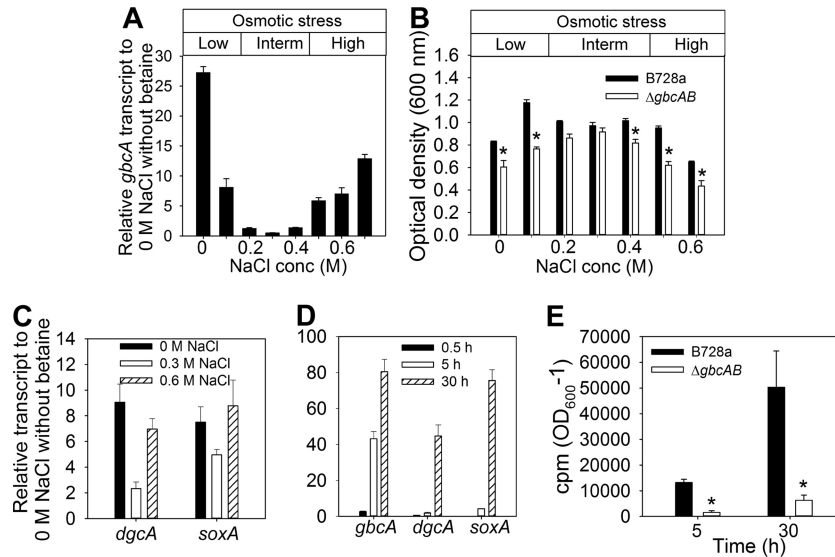 A
Osmotic stress
Low Interm High
Relative gbcA transcript to
0 M NaCl without betaine
30
25
20
15
10
5
0
0 0.2 0.4 0.6
NaCl conc (M)
B
Osmotic stress
Low Interm High
Optical density (600 nm)
1.6
1.4
1.2
1.0
0.8
0.6
0.4
0.2
0.0
B728a
ΔgbcAB
* * * * *
0 0.2 0.4 0.6
NaCl conc (M)
C
Relative transcript to
0 M NaCl without betaine
14
12
10
8
6
4
2
0
0 M NaCl
0.3 M NaCl
0.6 M NaCl
dgcA soxA
D
100
80
60
40
20
0
0.5 h
5 h
30 h
gbcA dgcA soxA
E
cpm (OD600-1)
70000
60000
50000
40000
30000
20000
10000
0
B728a
ΔgbcAB
* *
5 30
Time (h)